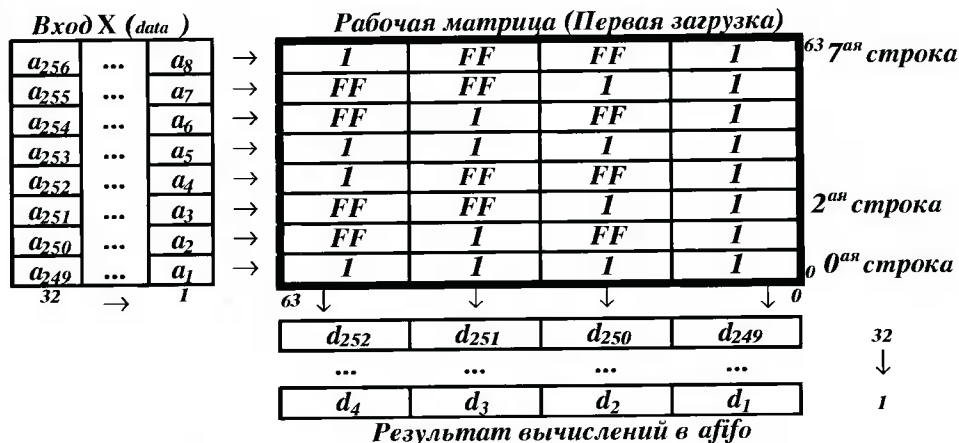 Вход X (data) Рабочая матрица (Первая загрузка)
a256 ... a8 → 1 FF FF 1 63 7ая строка
a255 ... a7 → FF FF 1 1
a254 ... a6 → FF 1 FF 1
a253 ... a5 → 1 1 1 1
a252 ... a4 → 1 FF FF 1
a251 ... a3 → FF FF 1 1 2ая строка
a250 ... a2 → FF 1 FF 1
a249 ... a1 → 1 1 1 1 0 0ая строка
32 → 1 63 ↓ ↓ ↓ ↓ 0
d252 d251 d250 d249 32
... ... ... ... ↓
d4 d3 d2 d1 1
Результат вычислений в afifo